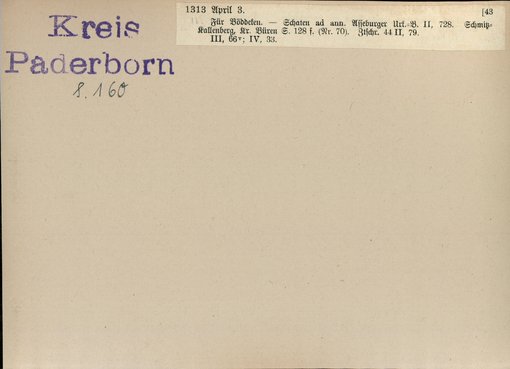 Kreis
Paderborn
S. 160
1313 April 3. [43
Für Böddeken. — Schaten ad ann. Asseburger Urk.-B. II, 728. Schmitz-
Kallenberg, Kr. Büren S. 128 f. (Nr. 70). Ztschr. 44 II, 79.
III, 66v; IV, 33.